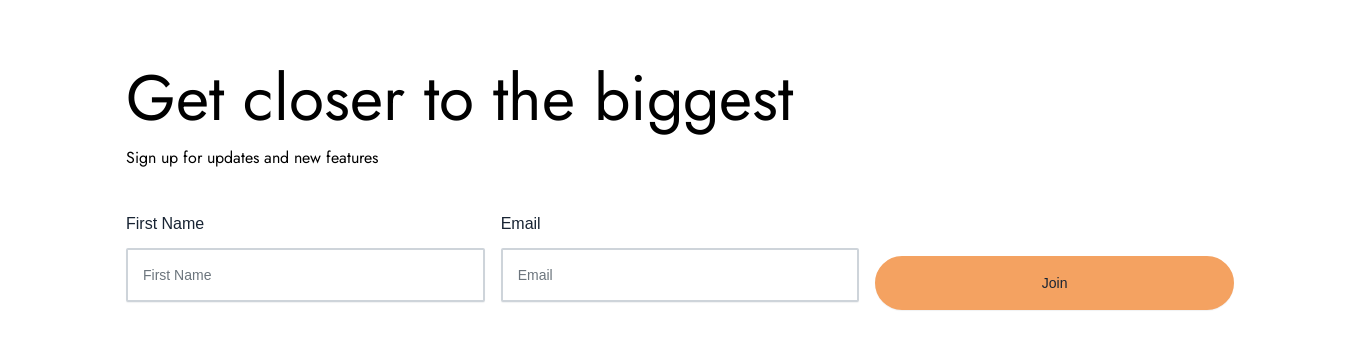 Get closer to the biggest
Sign up for updates and new features
First Name
Email
First Name
Email
Join